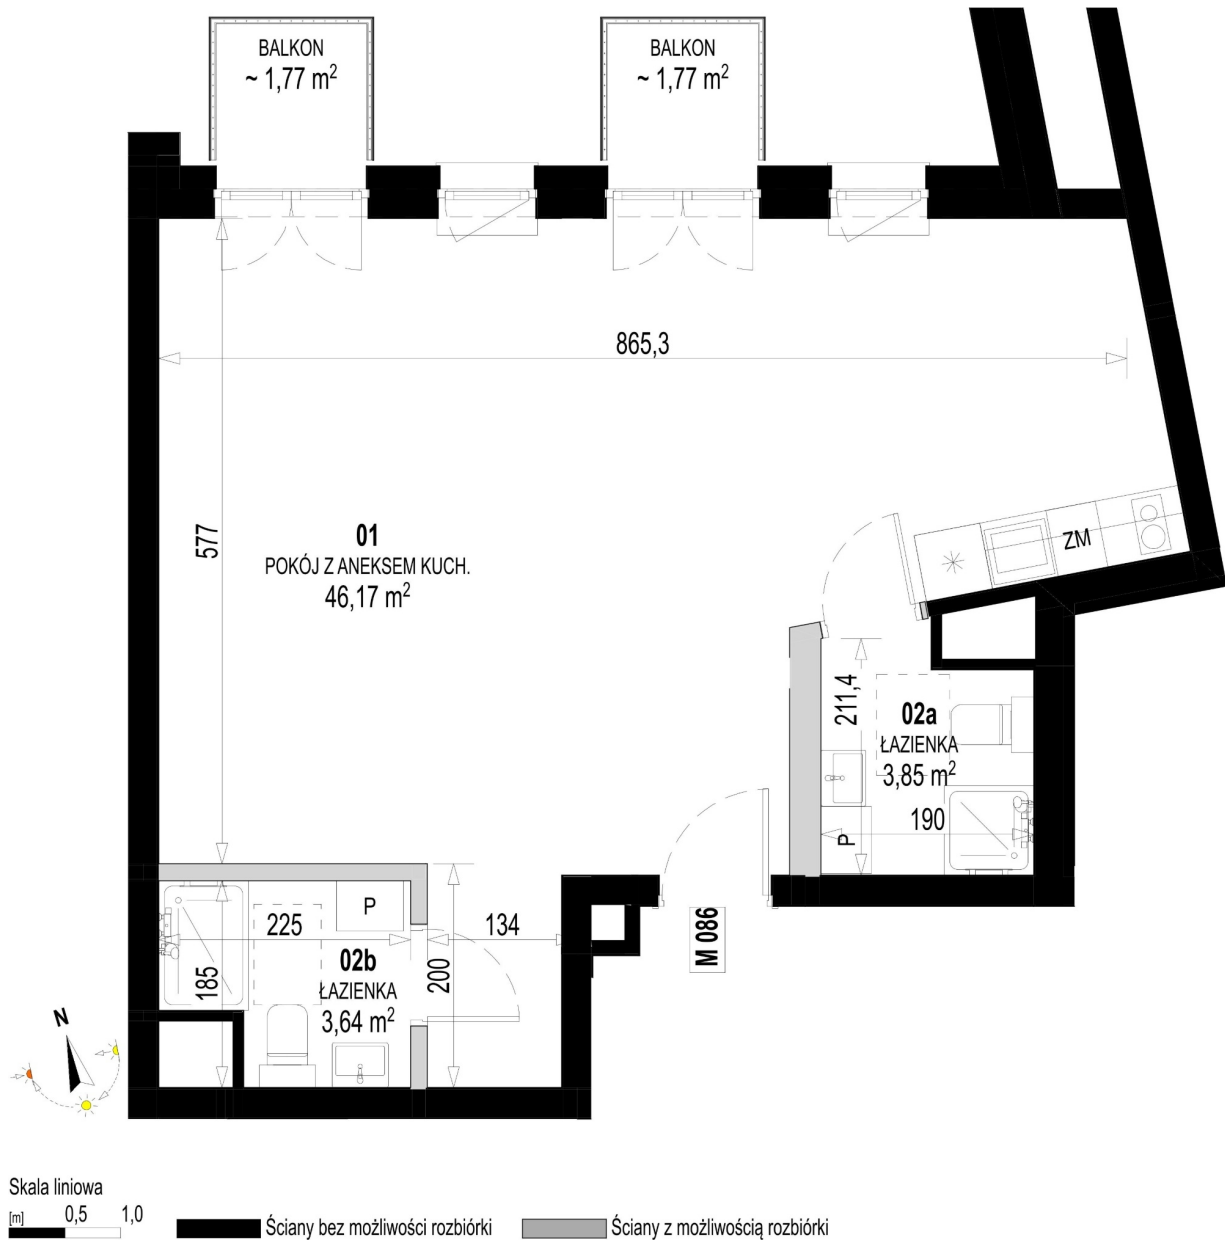 BALKON
~ 1,77 m²
BALKON
~ 1,77 m²
865,3
577
01
POKÓJ Z ANEKSEM KUCH.
46,17 m²
ZM
211,4
02a
ŁAZIENKA
3,85 m²
190
P
P
225
134
M 086
02b
ŁAZIENKA
3,64 m²
185
200
N
Skala liniowa
[m] 0,5 1,0
Ściany bez możliwości rozbiórki
Ściany z możliwością rozbiórki